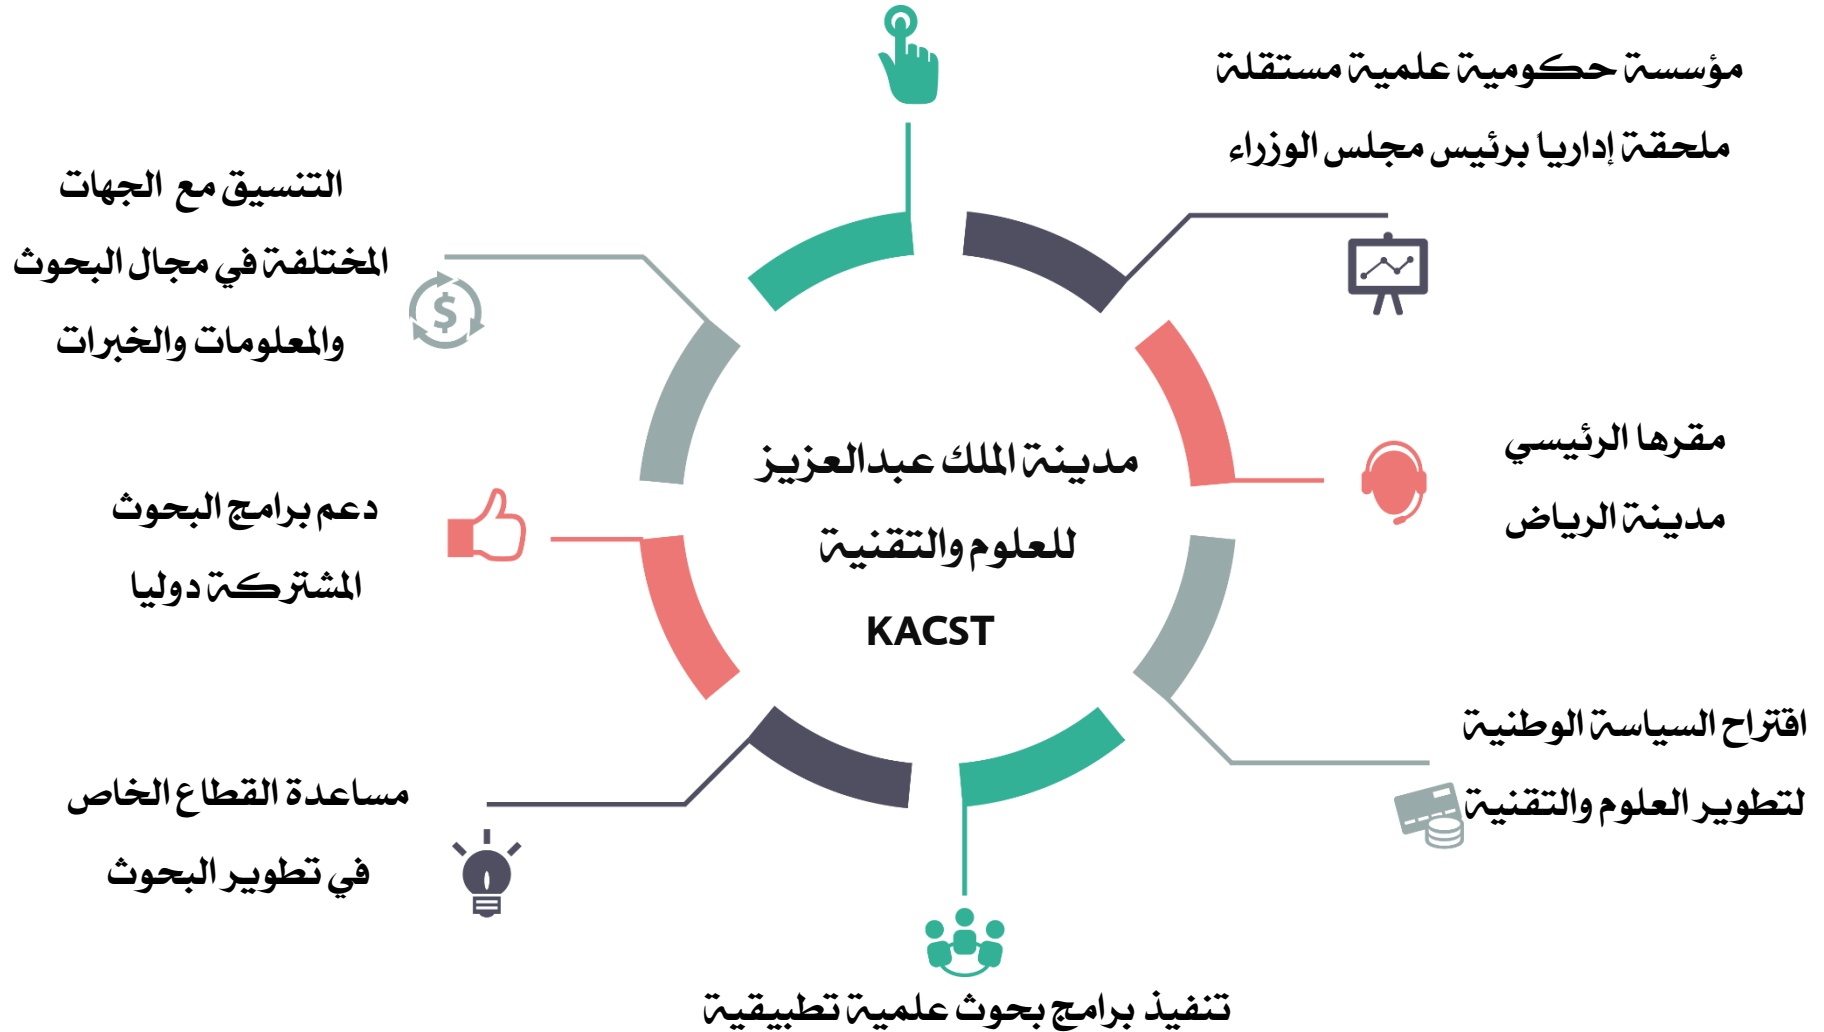 مدينة الملك عبدالعزيز
للعلوم والتقنية
KACST
مؤسسة حكومية علمية مستقلة
ملحقة إداريا برئيس مجلس الوزراء
مقرها الرئيسي
مدينة الرياض
اقتراح السياسة الوطنية
لتطوير العلوم والتقنية
تنفيذ برامج بحوث علمية تطبيقية
مساعدة القطاع الخاص
في تطوير البحوث
دعم برامج البحوث
المشتركة دوليا
التنسيق مع الجهات
المختلفة في مجال البحوث
والمعلومات والخبرات
$